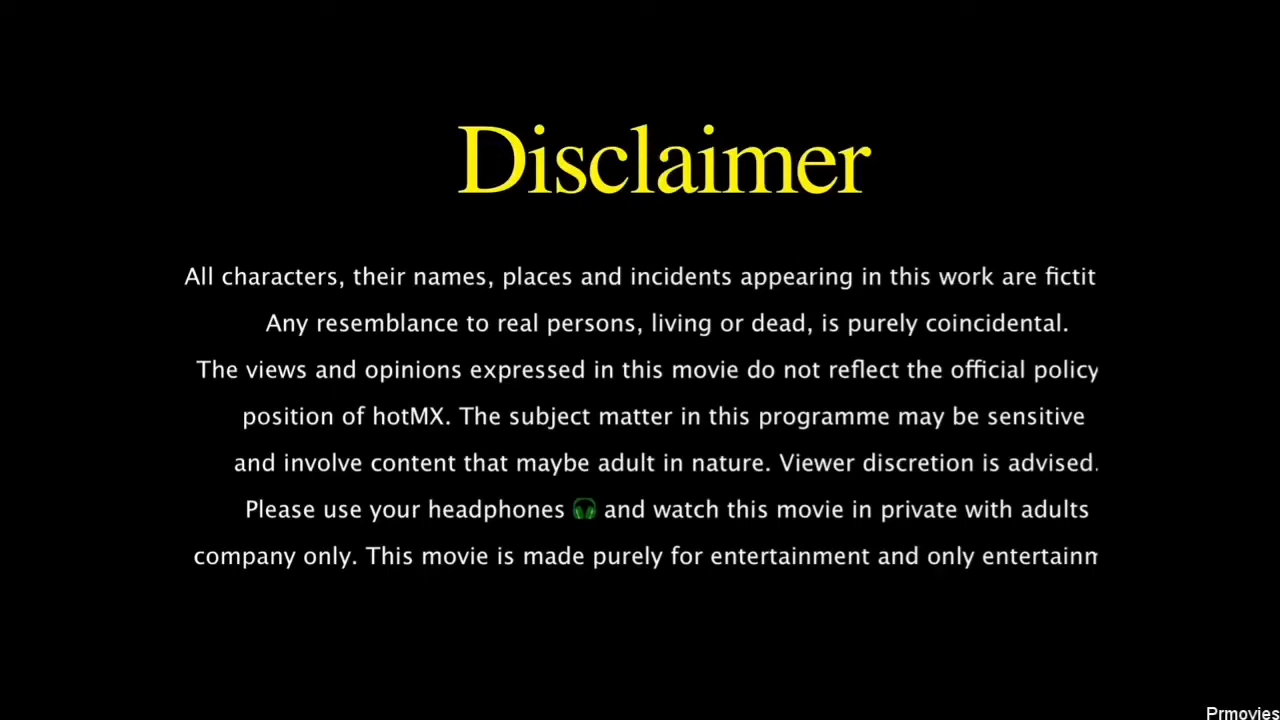 Disclaimer
All characters, their names, places and incidents appearing in this work are fictit
Any resemblance to real persons, living or dead, is purely coincidental.
The views and opinions expressed in this movie do not reflect the official policy
position of hotMX. The subject matter in this programme may be sensitive
and involve content that maybe adult in nature. Viewer discretion is advised.
Please use your headphones 🎧 and watch this movie in private with adults
company only. This movie is made purely for entertainment and only entertainm
Prmovies